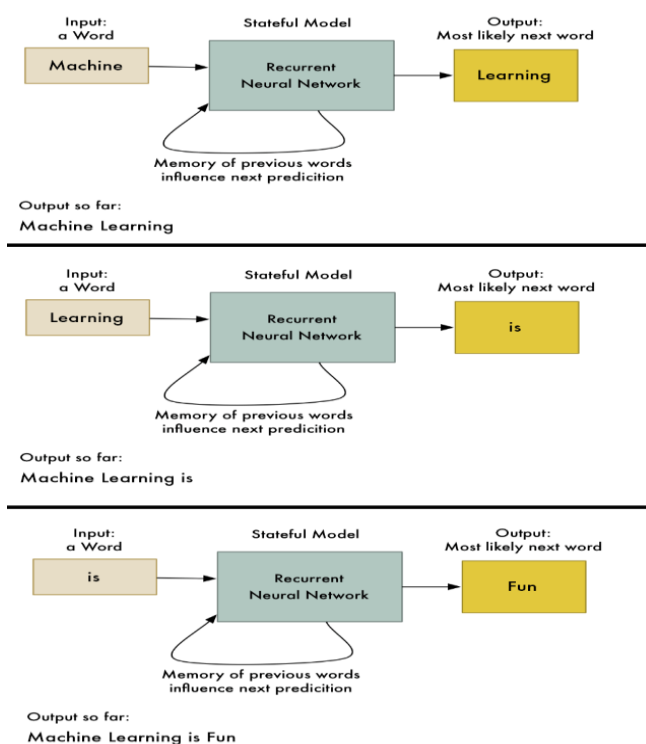 Input:
a Word
Stateful Model
Output:
Most likely next word
Machine
Recurrent
Neural Network
Learning
Memory of previous words
influence next predicition
Output so far:
Machine Learning
Input:
a Word
Stateful Model
Output:
Most likely next word
Learning
Recurrent
Neural Network
is
Memory of previous words
influence next predicition
Output so far:
Machine Learning is
Input:
a Word
Stateful Model
Output:
Most likely next word
is
Recurrent
Neural Network
Fun
Memory of previous words
influence next predicition
Output so far:
Machine Learning is Fun